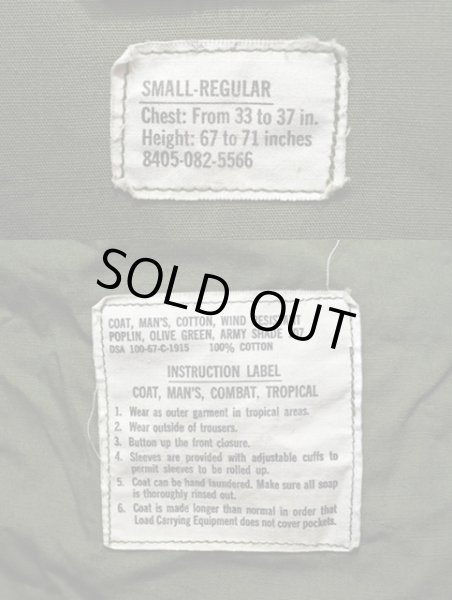 SMALL-REGULAR
Chest: From 33 to 37 in.
Height: 67 to 71 inches
8405-082-5566
SOLD OUT
COAT, MAN'S, COTTON, WIND
POPLIN, OLIVE GREEN, ARMY SHADE
DSA 100-67-C-1915 100% COTTON
INSTRUCTION LABEL
COAT, MAN'S, COMBAT, TROPICAL
1. Wear as outer garment in tropical areas.
2. Wear outside of trousers.
3. Button up the front closure.
4. Sleeves are provided with adjustable cuffs to
permit sleeves to be rolled up.
5. Coat can be hand laundered. Make sure all soap
is thoroughly rinsed out.
6. Coat is made longer than normal in order that
Load Carrying Equipment does not cover pockets.